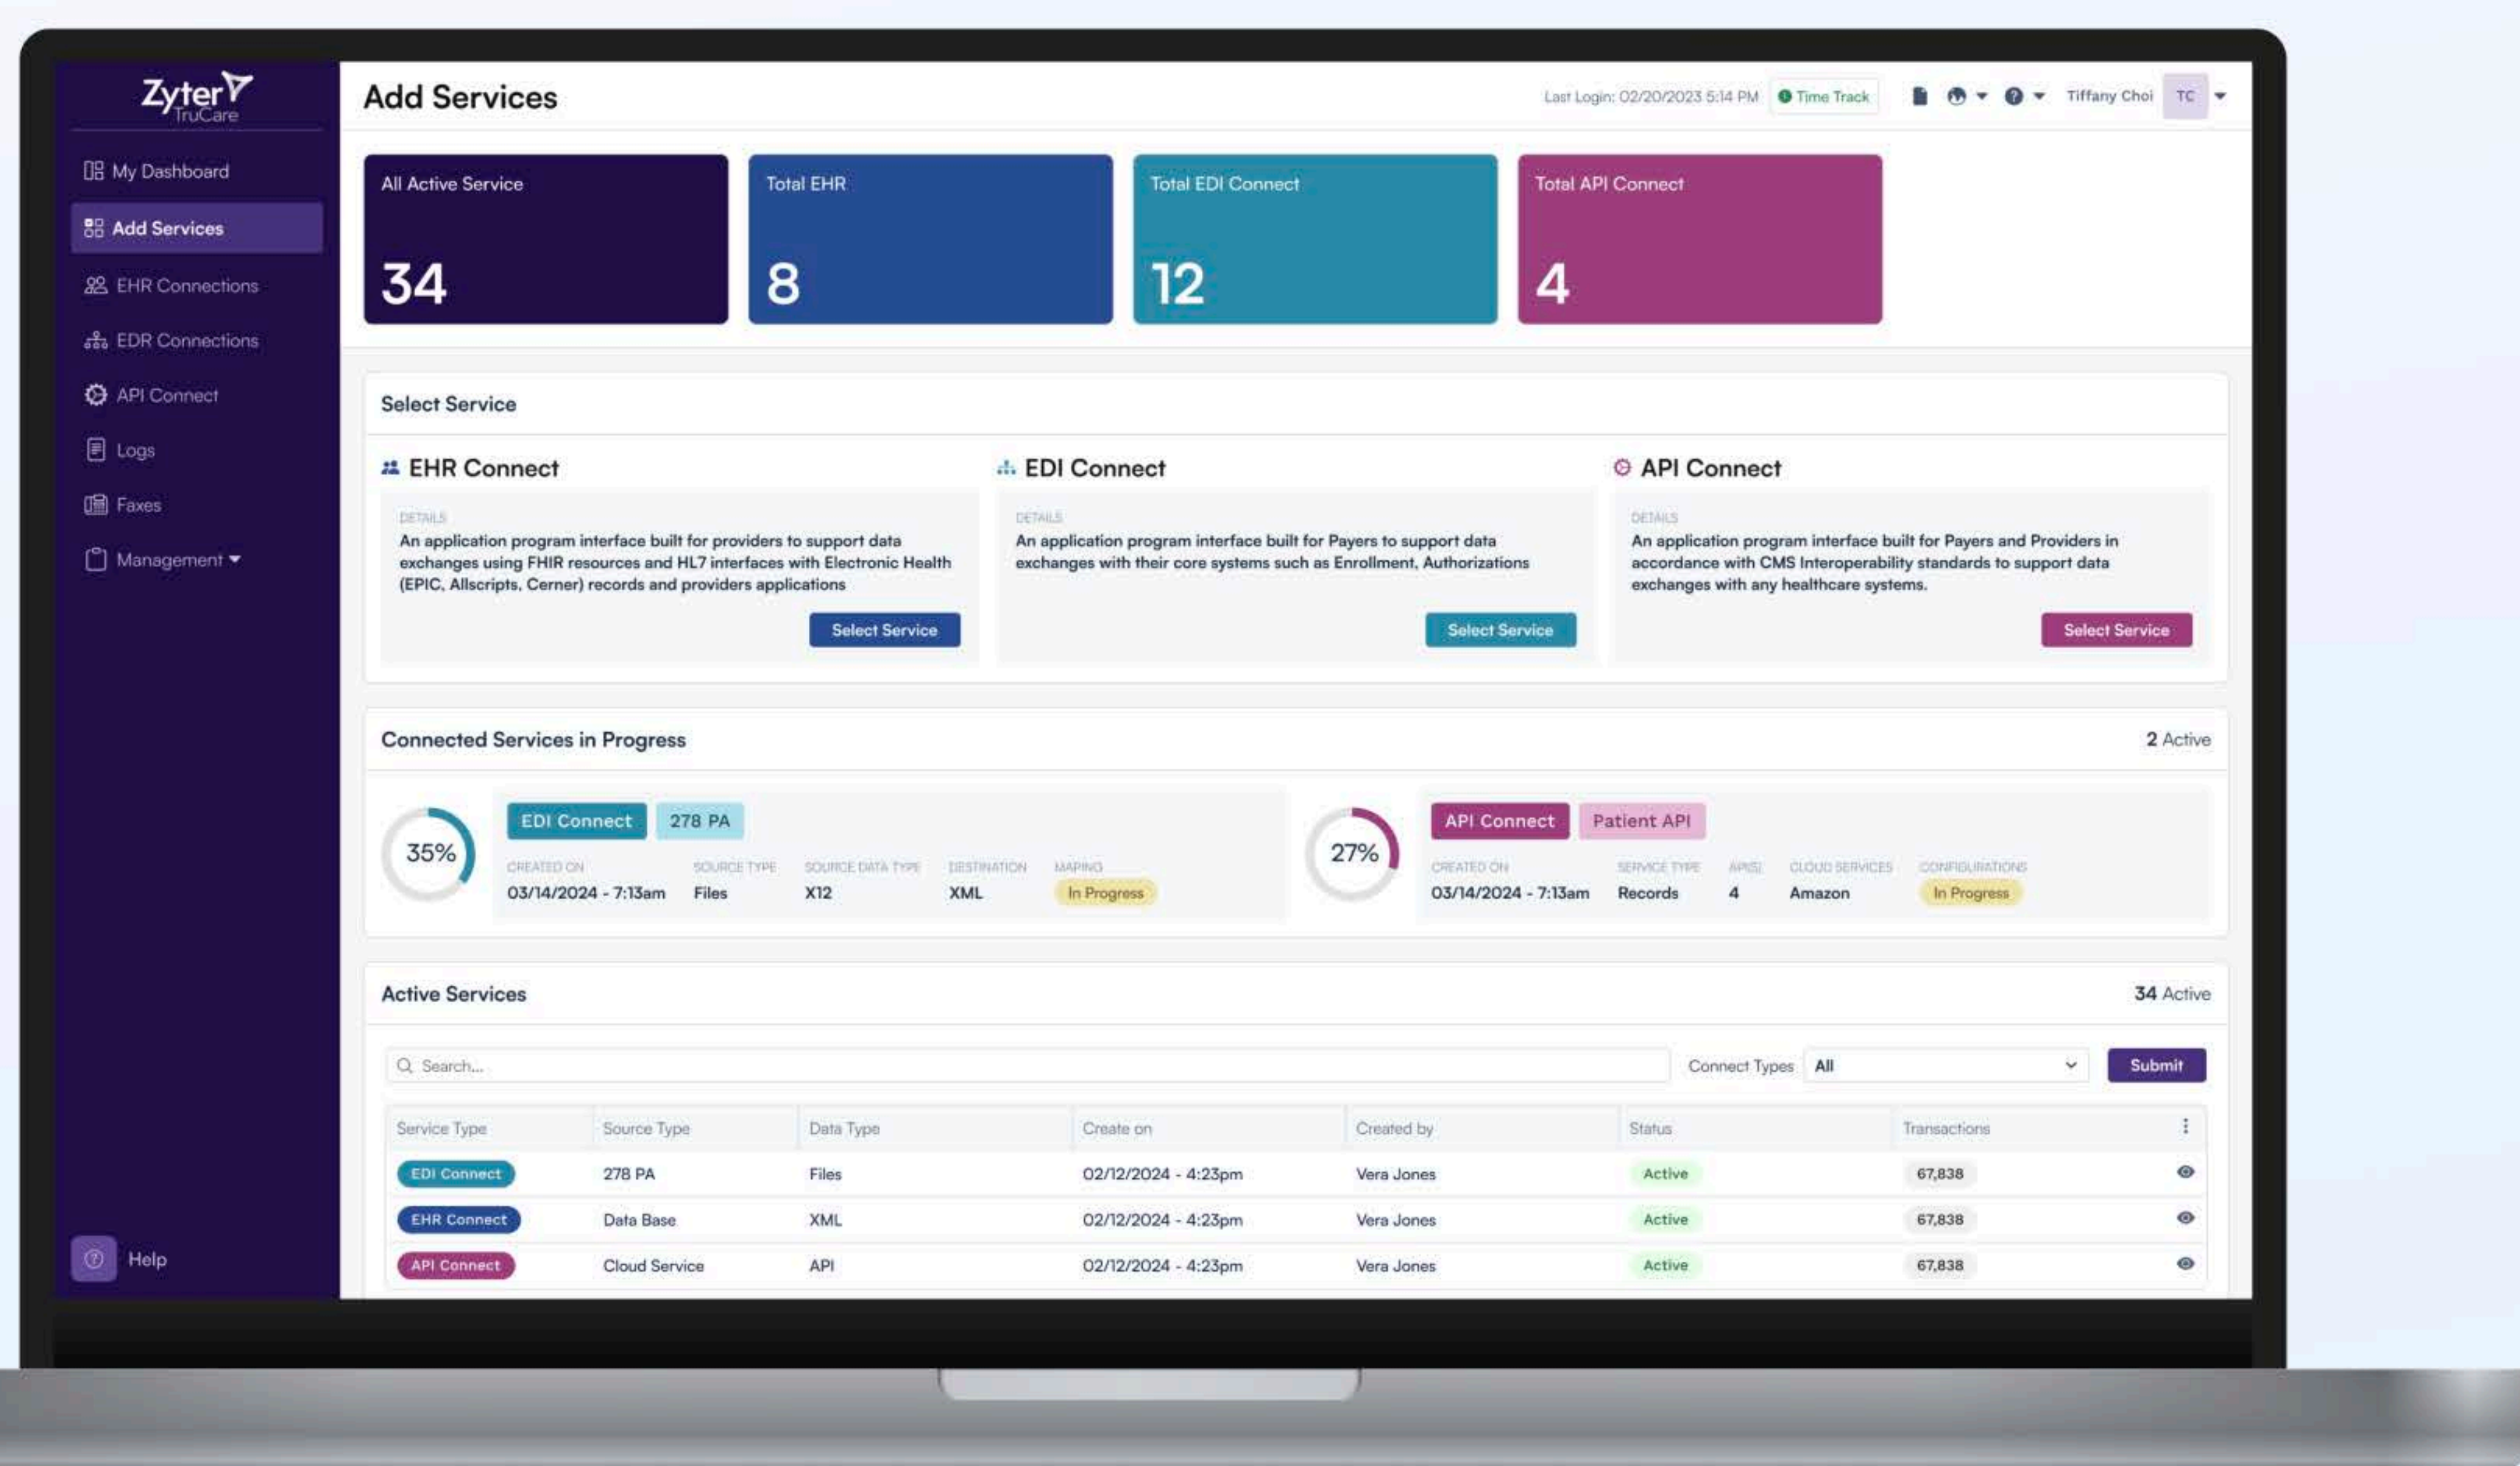 Zyter
TruCare
My Dashboard
Add Services
EHR Connections
EDR Connections
API Connect
Logs
Faxes
Management
Help
Add Services
Last Login: 02/20/2023 5:14 PM
Time Track
Tiffany Choi
TC
All Active Service
34
Total EHR
8
Total EDI Connect
12
Total API Connect
4
Select Service
EHR Connect
DETAILS
An application program interface built for providers to support data
exchanges using FHIR resources and HL7 interfaces with Electronic Health
(EPIC, Allscripts, Cerner) records and providers applications
Select Service
EDI Connect
DETAILS
An application program interface built for Payers to support data
exchanges with their core systems such as Enrollment, Authorizations
Select Service
API Connect
DETAILS
An application program interface built for Payers and Providers in
accordance with CMS Interoperability standards to support data
exchanges with any healthcare systems.
Select Service
Connected Services in Progress
2 Active
35%
EDI Connect 278 PA
CREATED ON SOURCE TYPE SOURCE DATA TYPE DESTINATION MAPING
03/14/2024 - 7:13am Files X12 XML In Progress
27%
API Connect Patient API
CREATED ON SERVICE TYPE API(S) CLOUD SERVICES CONFIGURATIONS
03/14/2024 - 7:13am Records 4 Amazon In Progress
Active Services
34 Active
Search...
Connect Types All
Submit
Service Type Source Type Data Type Create on Created by Status Transactions
EDI Connect 278 PA Files 02/12/2024 - 4:23pm Vera Jones Active 67,838
EHR Connect Data Base XML 02/12/2024 - 4:23pm Vera Jones Active 67,838
API Connect Cloud Service API 02/12/2024 - 4:23pm Vera Jones Active 67,838